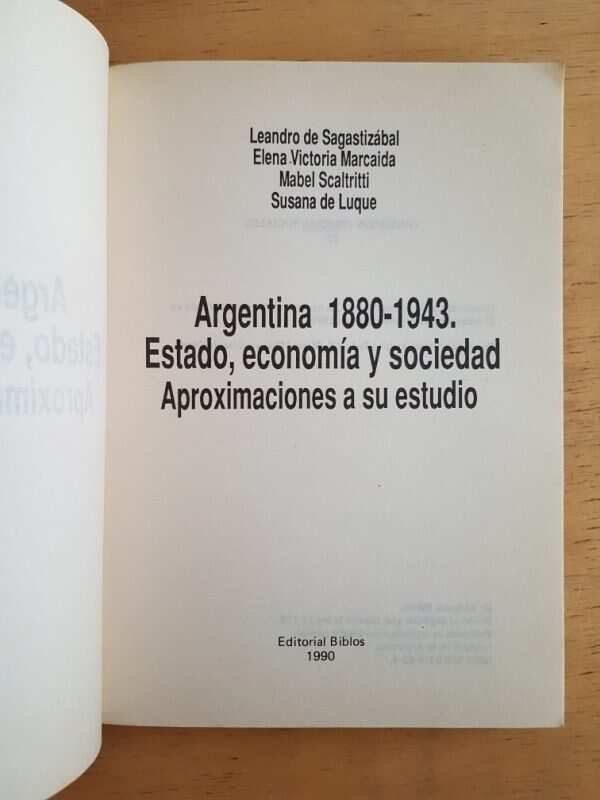 Leandro de Sagastizábal
Elena Victoria Marcaida
Mabel Scaltritti
Susana de Luque
Argentina 1880-1943.
Estado, economía y sociedad
Aproximaciones a su estudio
Editorial Biblos
1990